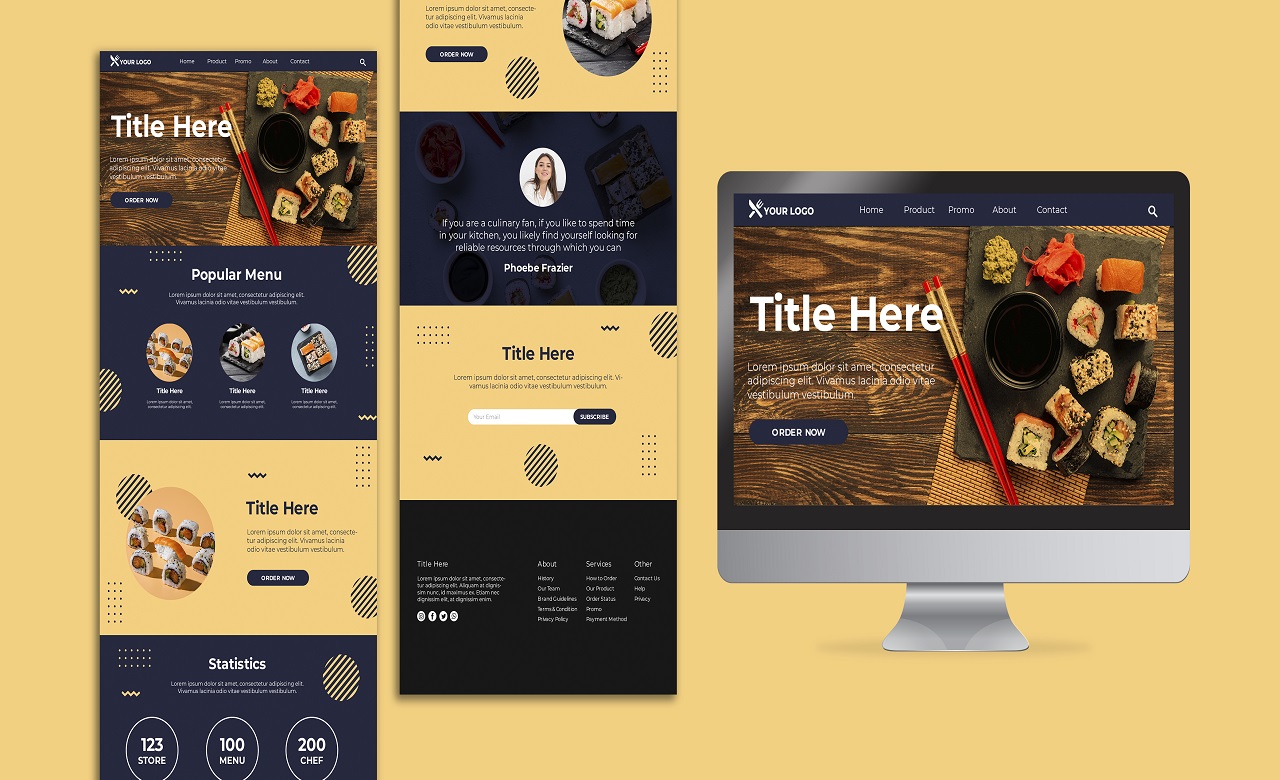 YOUR LOGO
Home Product Promo About Contact
Title Here
Lorem ipsum dolor sit amet, consectetur
adipiscing elit. Vivamus lacinia odio vitae
vestibulum vestibulum.
ORDER NOW
Popular Menu
Lorem ipsum dolor sit amet, consectetur adipiscing elit.
Vivamus lacinia odio vitae vestibulum vestibulum.
Title Here Title Here Title Here
Lorem ipsum dolor sit amet, Lorem ipsum dolor sit amet, Lorem ipsum dolor sit amet,
consectetur adipiscing elit. consectetur adipiscing elit. consectetur adipiscing elit.
Title Here
Lorem ipsum dolor sit amet, consecte-
tur adipiscing elit. Vivamus lacinia
odio vitae vestibulum vestibulum.
ORDER NOW
Statistics
Lorem ipsum dolor sit amet, consectetur adipiscing elit.
Vivamus lacinia odio vitae vestibulum vestibulum.
123 100 200
STORE MENU CHEF
Lorem ipsum dolor sit amet, consecte-
tur adipiscing elit. Vivamus lacinia
odio vitae vestibulum vestibulum.
ORDER NOW
If you are a culinary fan, if you like to spend time
in your kitchen, you likely find yourself looking for
reliable resources through which you can
Phoebe Frazier
Title Here
Lorem ipsum dolor sit amet, consectetur adipiscing elit. Vi-
vamus lacinia odio vitae vestibulum vestibulum.
Your Email SUBSCRIBE
Title Here
Lorem ipsum dolor sit amet, consecte-
tur adipiscing elit. Aliquam at dignis-
sim nunc, id maximus ex. Etiam nec
dignissim elit, at dignissim enim.
About
History
Our Team
Brand Guidelines
Terms & Condition
Privacy Policy
Services
How to Order
Our Product
Order Status
Promo
Payment Method
Other
Contact Us
Help
Privacy
YOUR LOGO
Home Product Promo About Contact
Title Here
Lorem ipsum dolor sit amet, consectetur
adipiscing elit. Vivamus lacinia odio vitae
vestibulum vestibulum.
ORDER NOW